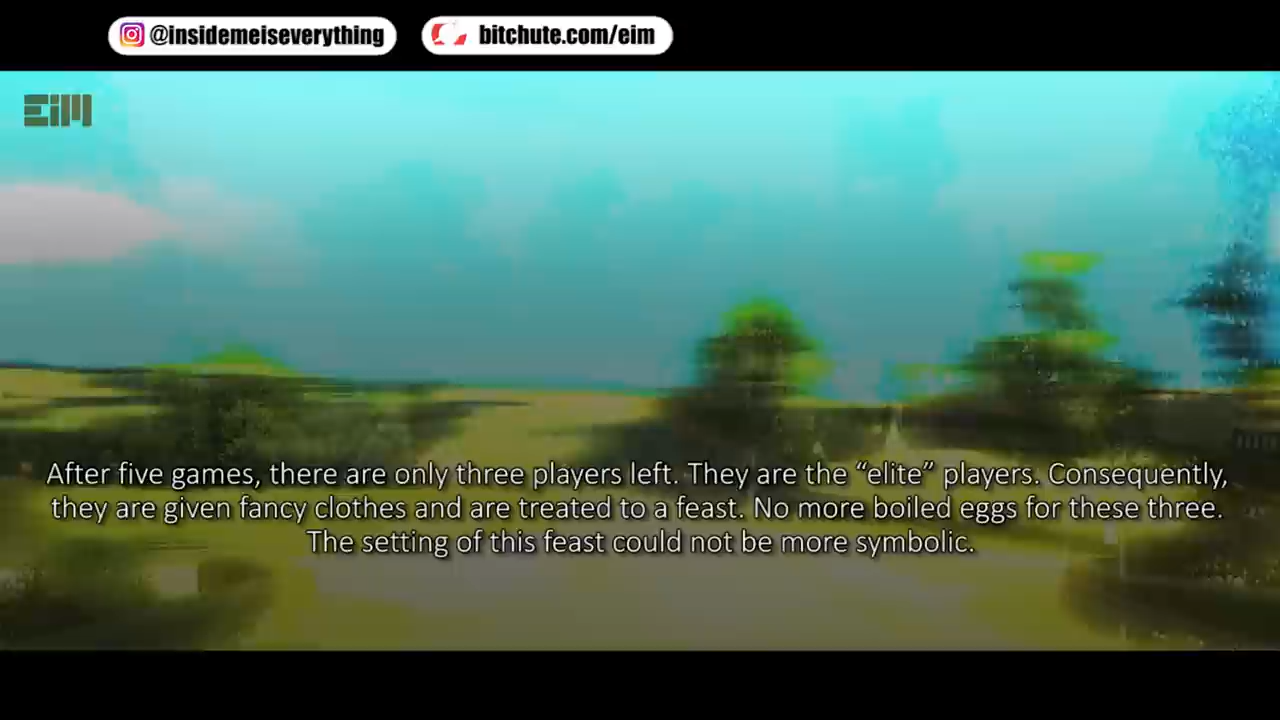 @insidemeiseverything
bitchute.com/eim
EiM
After five games, there are only three players left. They are the “elite” players. Consequently,
they are given fancy clothes and are treated to a feast. No more boiled eggs for these three.
The setting of this feast could not be more symbolic.